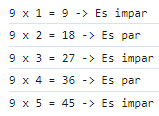 9 x 1 = 9 -> Es impar
9 x 2 = 18 -> Es par
9 x 3 = 27 -> Es impar
9 x 4 = 36 -> Es par
9 x 5 = 45 -> Es impar